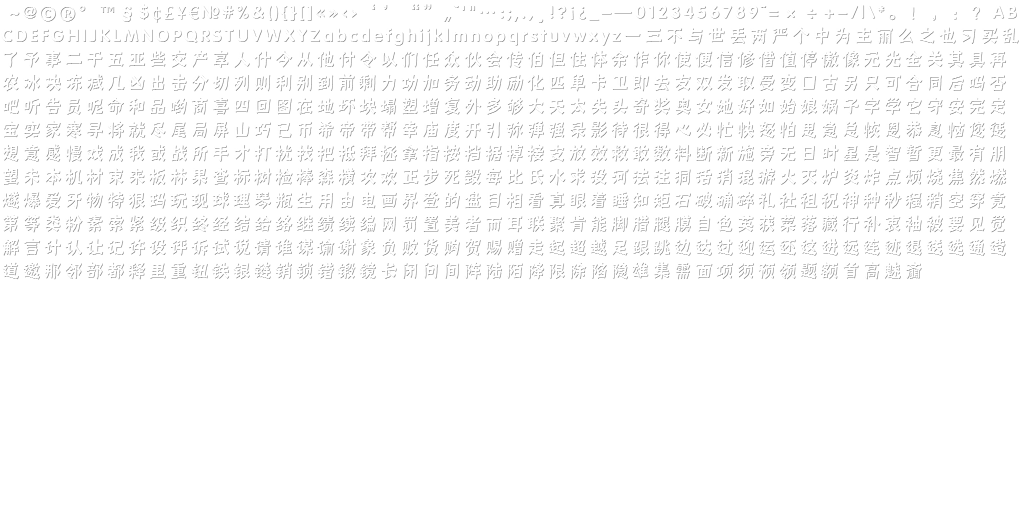 ~@©®° ™§$¢£¥€№#%&(){}[]«»‹› ‘’ “” „"'"…:;,.,¸!?¡¿_–—0123456789¯=×÷+−/|\*。！，：？AB
CDEFGHIJKLMNOPQRSTUVWXYZabcdefghijklmnopqrstuvwxyz一三不与世丢两严个中为主丽么之也习买乱
了予事二于五亚些交产享人什今从他付令以们任众伙会传伯但住体余作你使便信修借值停傲像元光全关其具再
农冰决冻减几凶出击分切列则利别到前剩力功加务动助励化匹单卡卫即去友双发取受变口古另只可合同后吗否
吧听告员呢命和品哟商喜四回图在地坏块塌塑增复外多够大天太失头奇奖奥女她好如始娘娲子字学它守安完定
宝实家寒寻将就尽尾局屏山巧已币希帝带帮幸庙度开引弥弹强录影待很得心必忙快怒怕思急总恢恩恭息恼
想意感慢戏成我或战所手才打扰找把抵拜拯拿指按挡据掉接支放效救敢数料断新施旁无日时星是智暂更最有朋
望未本机材束来板林果查标树检棒森横次欢正步死毁每比氏水求没河法注洞活消混游火灭炉炎炸点烦烧焦然燃
爆爱牙物特狠玛玩现球理琴瓶生用由电画界登的盘目相看真眼着睡知矩石破确碎礼社祖祝神种秒程稍空穿竟
第等类粉素索紧级织终经结给络继绩续编网罚置美者而耳联聚肯能脚腊腿膜自色英获菜落藏行补衷袖被要见觉
解言计认让记许设评诉试说请谁谋谕谢象负败货购贺赐赠走起超越足跟跳边达过迎运还这进远连迹退送选通造
道邀那邻部都释里重钮铁银链销锁错锻镜长闭问间阵陆陌降限除陷隐雄集需面项须预领题额首高魅斋